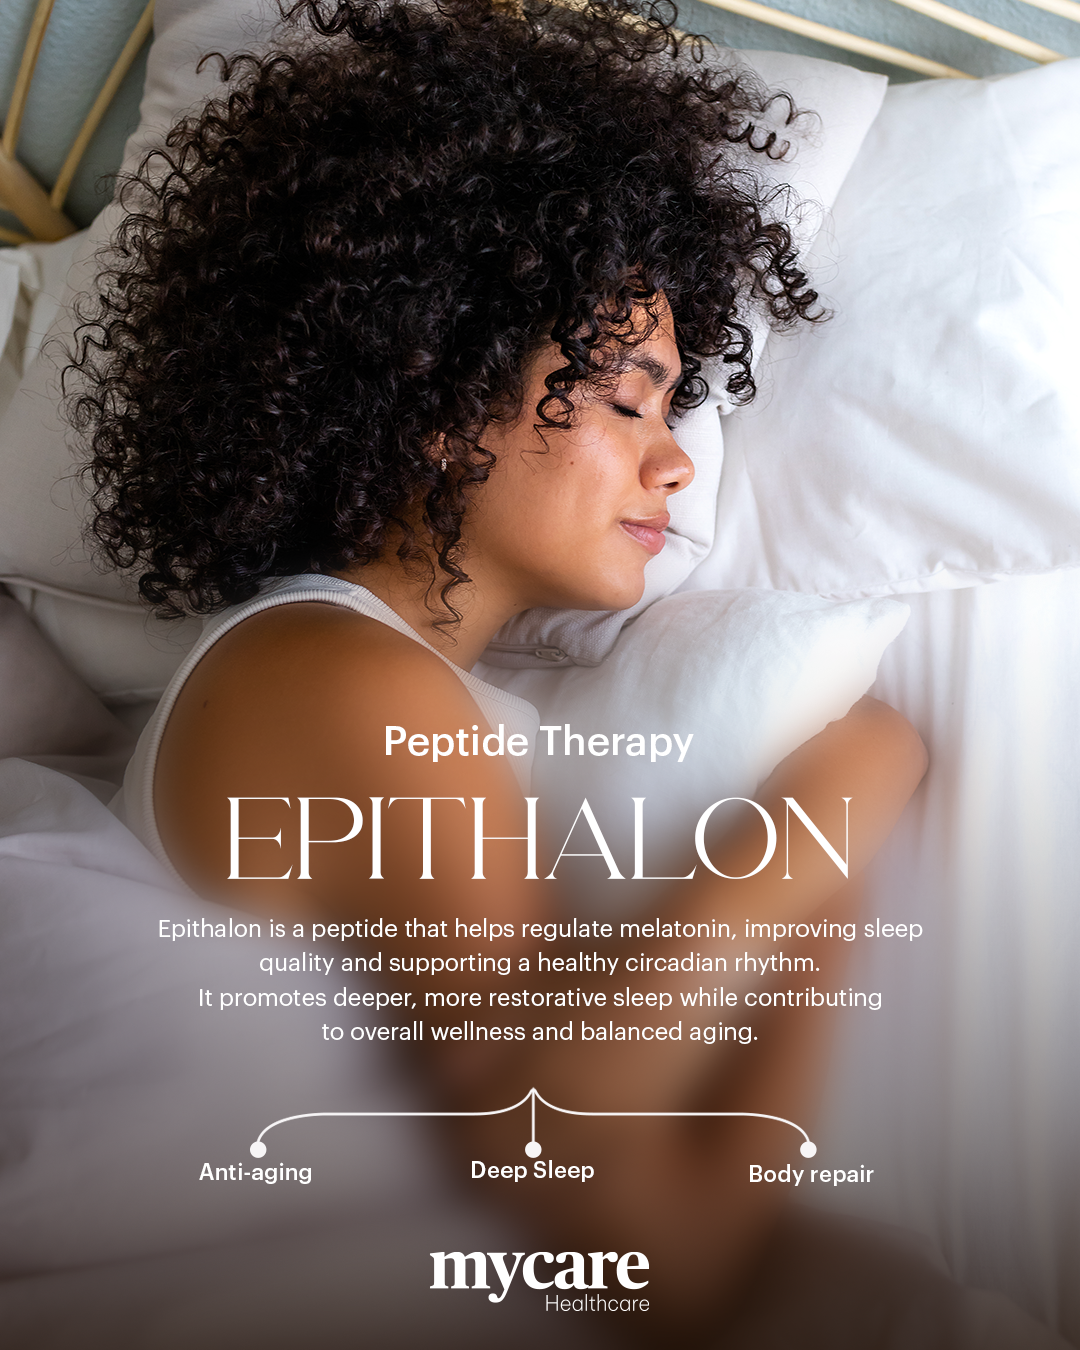 Peptide Therapy
EPITHALON
Epithalon is a peptide that helps regulate melatonin, improving sleep
quality and supporting a healthy circadian rhythm.
It promotes deeper, more restorative sleep while contributing
to overall wellness and balanced aging.
Anti-aging
Deep Sleep
Body repair
mycare
Healthcare